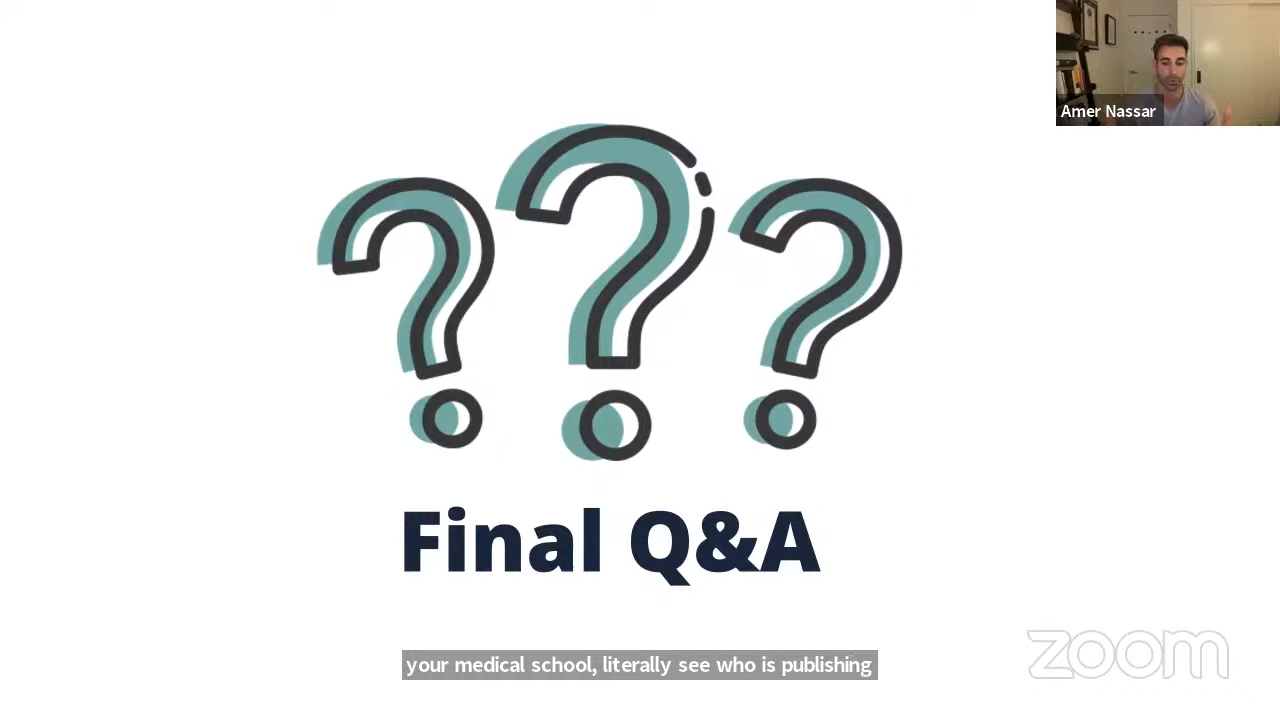 Amer Nassar
Final Q&A
your medical school, literally see who is publishing
zoom